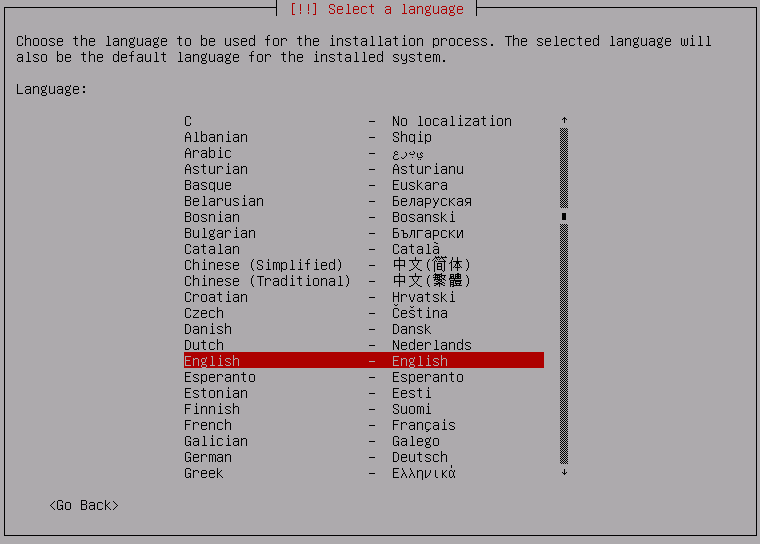 [!!] Select a language
Choose the language to be used for the installation process. The selected language will
also be the default language for the installed system.
Language:
C - No localization
Albanian - Shqip
Arabic - عربي
Asturian - Asturianu
Basque - Euskara
Belarusian - Беларуская
Bosnian - Bosanski
Bulgarian - Български
Catalan - Català
Chinese (Simplified) - 中文(简体)
Chinese (Traditional) - 中文(繁體)
Croatian - Hrvatski
Czech - Čeština
Danish - Dansk
Dutch - Nederlands
English - English
Esperanto - Esperanto
Estonian - Eesti
Finnish - Suomi
French - Français
Galician - Galego
German - Deutsch
Greek - Ελληνικά
<Go Back>